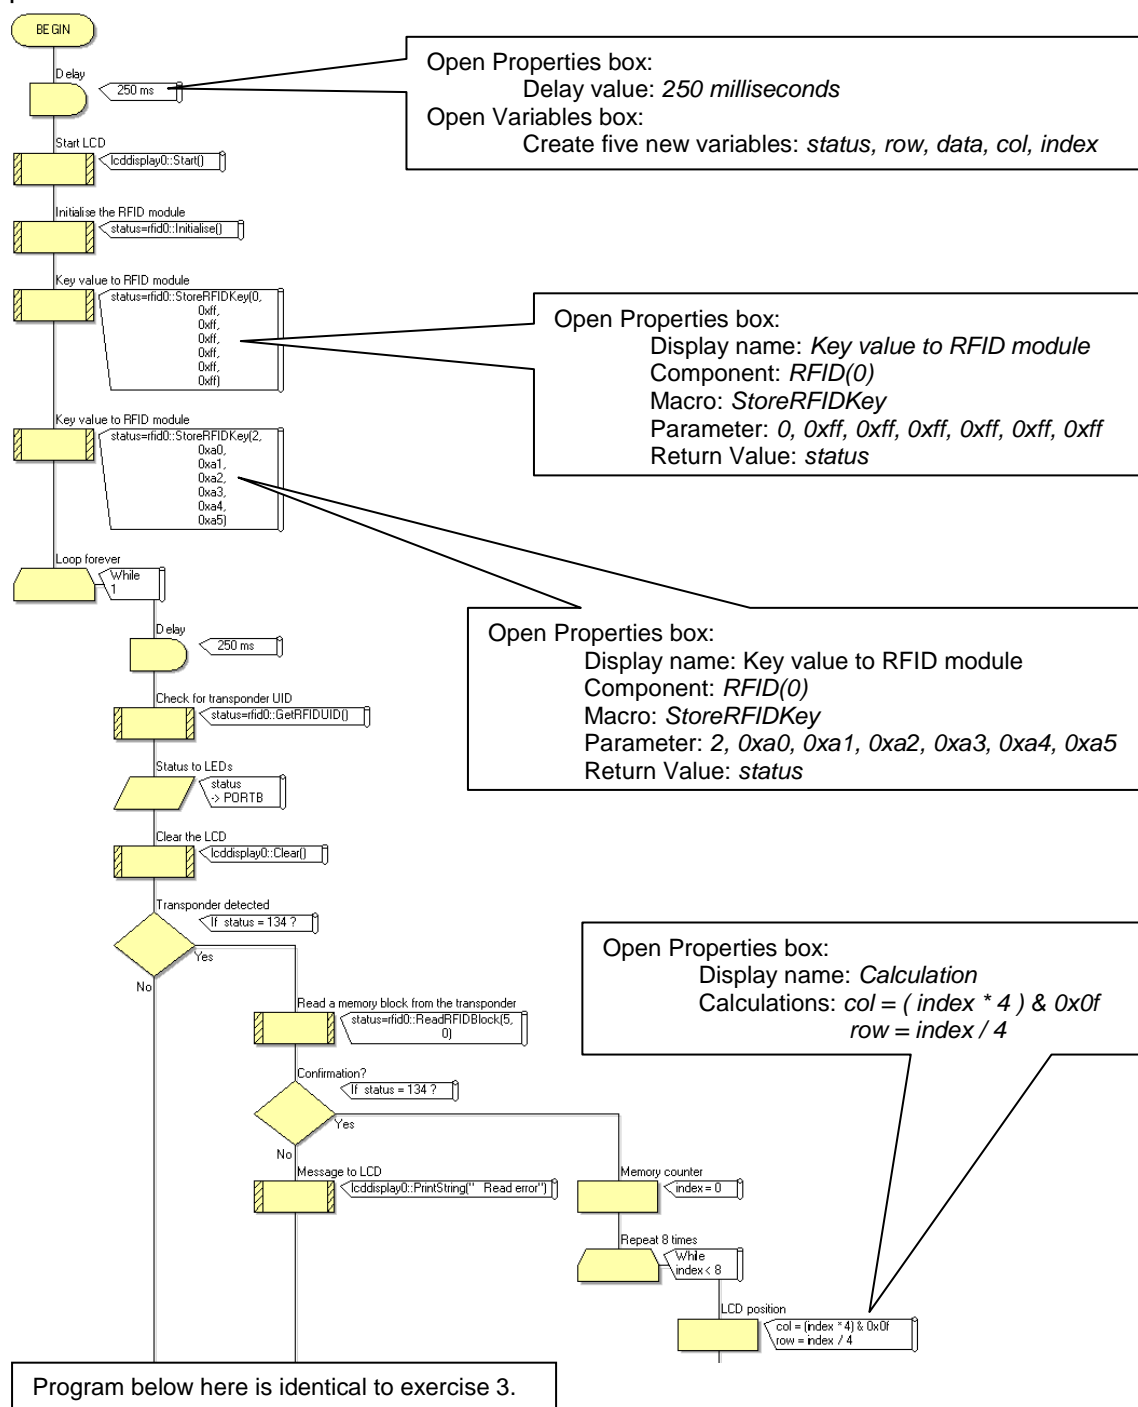 BEGIN
Delay
250 ms
Open Properties box:
Delay value: 250 milliseconds
Open Variables box:
Create five new variables: status, row, data, col, index
Start LCD
lcddisplay0::Start()
Initialise the RFID module
status=rfid0::Initialise()
Key value to RFID module
status=rfid0::StoreRFIDKey(0,
0xff,
0xff,
0xff,
0xff,
0xff,
0xff)
Open Properties box:
Display name: Key value to RFID module
Component: RFID(0)
Macro: StoreRFIDKey
Parameter: 0, 0xff, 0xff, 0xff, 0xff, 0xff, 0xff
Return Value: status
Key value to RFID module
status=rfid0::StoreRFIDKey(2,
0xa0,
0xa1,
0xa2,
0xa3,
0xa4,
0xa5)
Loop forever
While
1
Open Properties box:
Display name: Key value to RFID module
Component: RFID(0)
Macro: StoreRFIDKey
Parameter: 2, 0xa0, 0xa1, 0xa2, 0xa3, 0xa4, 0xa5
Return Value: status
Delay
250 ms
Check for transponder UID
status=rfid0::GetRFIDUID()
Status to LEDs
status
-> PORTB
Clear the LCD
lcddisplay0::Clear()
Transponder detected
If status = 134 ?
Yes
No
Open Properties box:
Display name: Calculation
Calculations: col = ( index * 4 ) & 0x0f
row = index / 4
Read a memory block from the transponder
status=rfid0::ReadRFIDBlock(5,
0)
Confirmation?
If status = 134 ?
Yes
No
Message to LCD
lcddisplay0::PrintString("   Read error")
Memory counter
index = 0
Repeat 8 times
While
index < 8
LCD position
col = (index * 4) & 0x0f
row = index / 4
Program below here is identical to exercise 3.